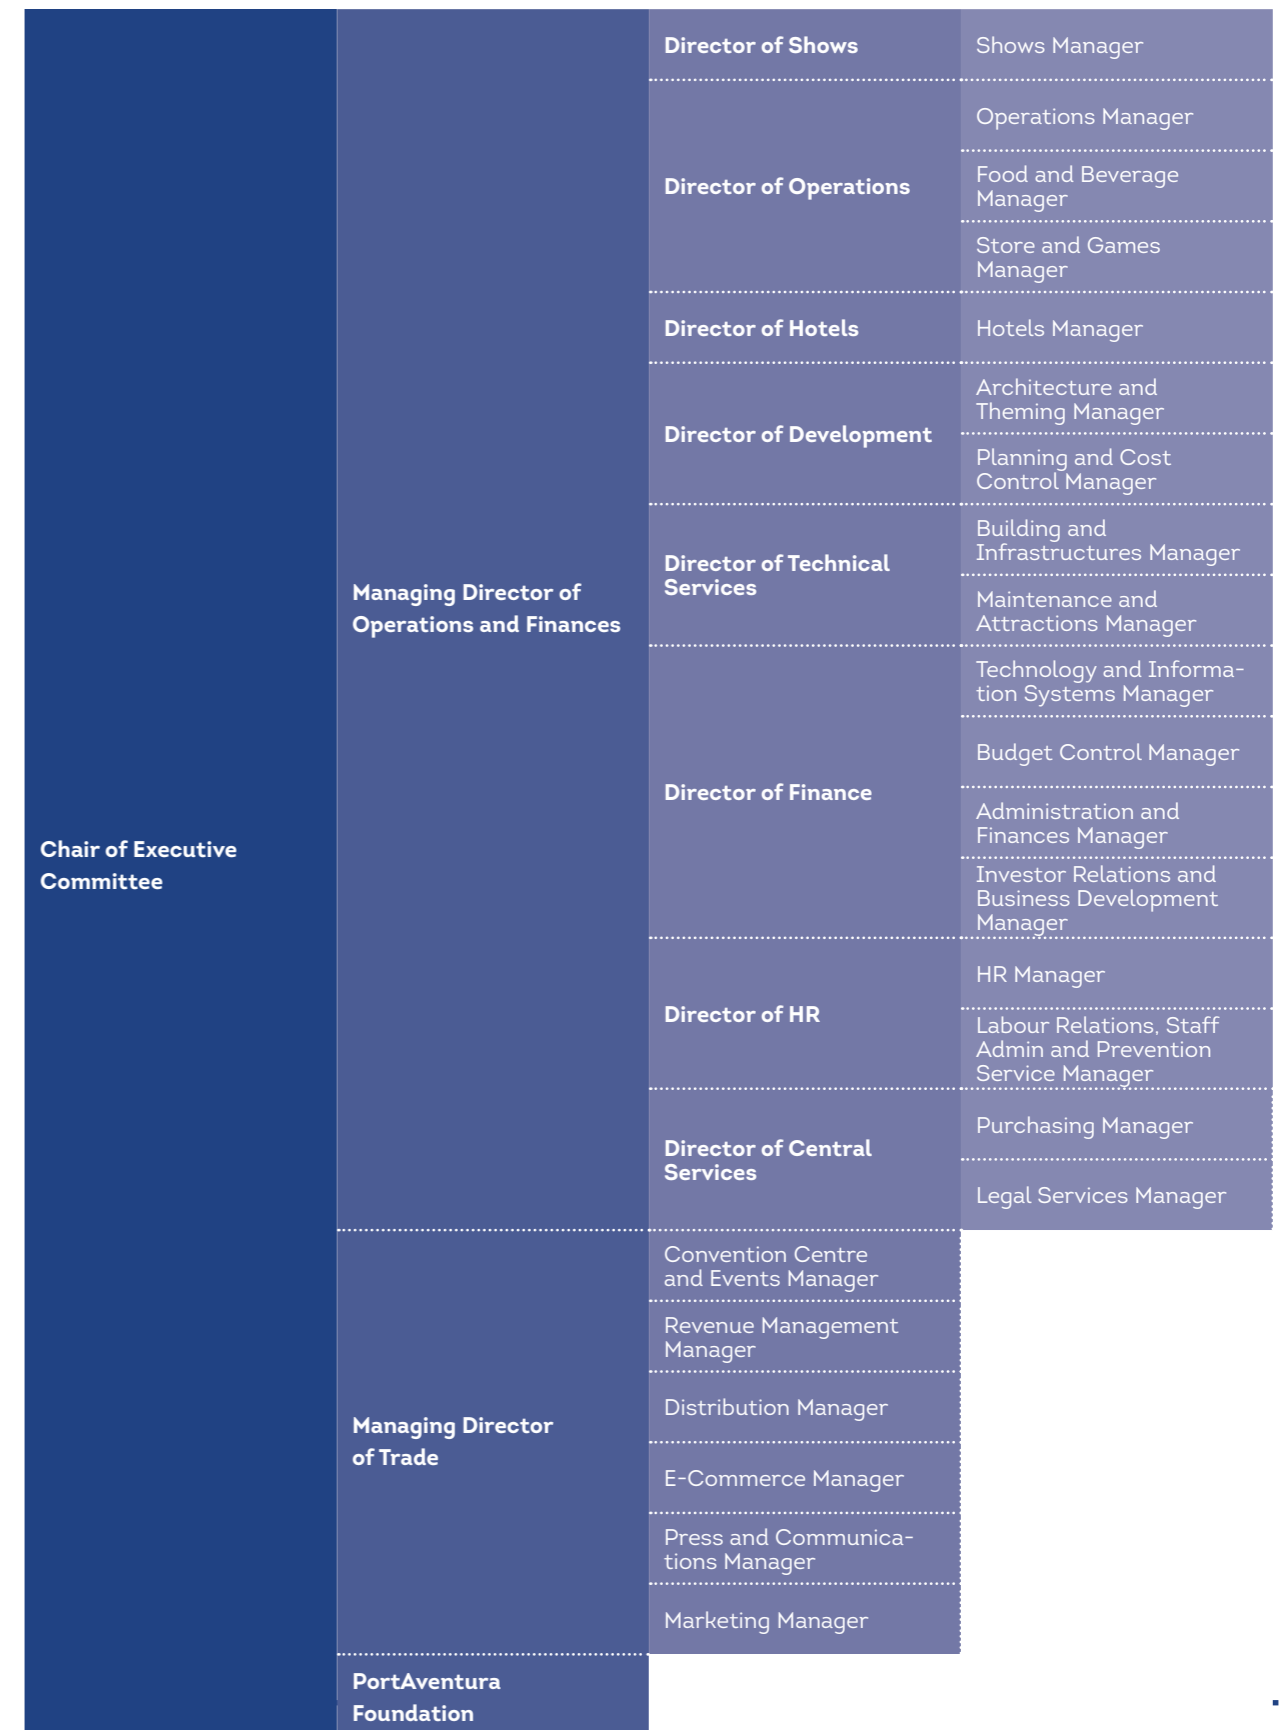 Director of Shows
Shows Manager
Director of Operations
Operations Manager
Food and Beverage
Manager
Store and Games
Manager
Director of Hotels
Hotels Manager
Director of Development
Architecture and
Theming Manager
Planning and Cost
Control Manager
Director of Technical
Services
Building and
Infrastructures Manager
Maintenance and
Attractions Manager
Managing Director of
Operations and Finances
Director of Finance
Technology and Informa-
tion Systems Manager
Budget Control Manager
Administration and
Finances Manager
Investor Relations and
Business Development
Manager
Chair of Executive
Committee
Director of HR
HR Manager
Labour Relations, Staff
Admin and Prevention
Service Manager
Director of Central
Services
Purchasing Manager
Legal Services Manager
Managing Director
of Trade
Convention Centre
and Events Manager
Revenue Management
Manager
Distribution Manager
E-Commerce Manager
Press and Communica-
tions Manager
Marketing Manager
PortAventura
Foundation